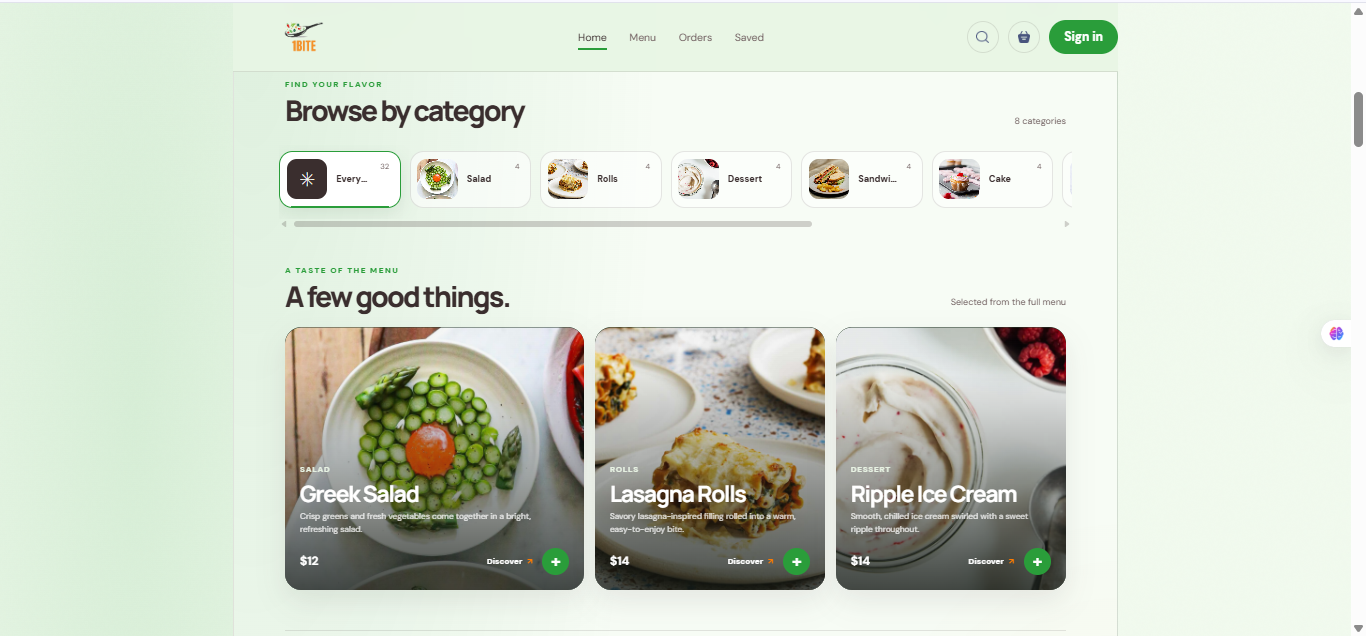 1BITE
Home
Menu
Orders
Saved
Sign in
FIND YOUR FLAVOR
Browse by category
8 categories
Every...
32
Salad
4
Rolls
4
Dessert
4
Sandwi...
4
Cake
4
A TASTE OF THE MENU
A few good things.
Selected from the full menu
SALAD
Greek Salad
Crisp greens and fresh vegetables come together in a bright,
refreshing salad.
$12
Discover
ROLLS
Lasagna Rolls
Savory lasagna-inspired filling rolled into a warm,
easy-to-enjoy bite.
$14
Discover
DESSERT
Ripple Ice Cream
Smooth, chilled ice cream swirled with a sweet
ripple throughout.
$14
Discover